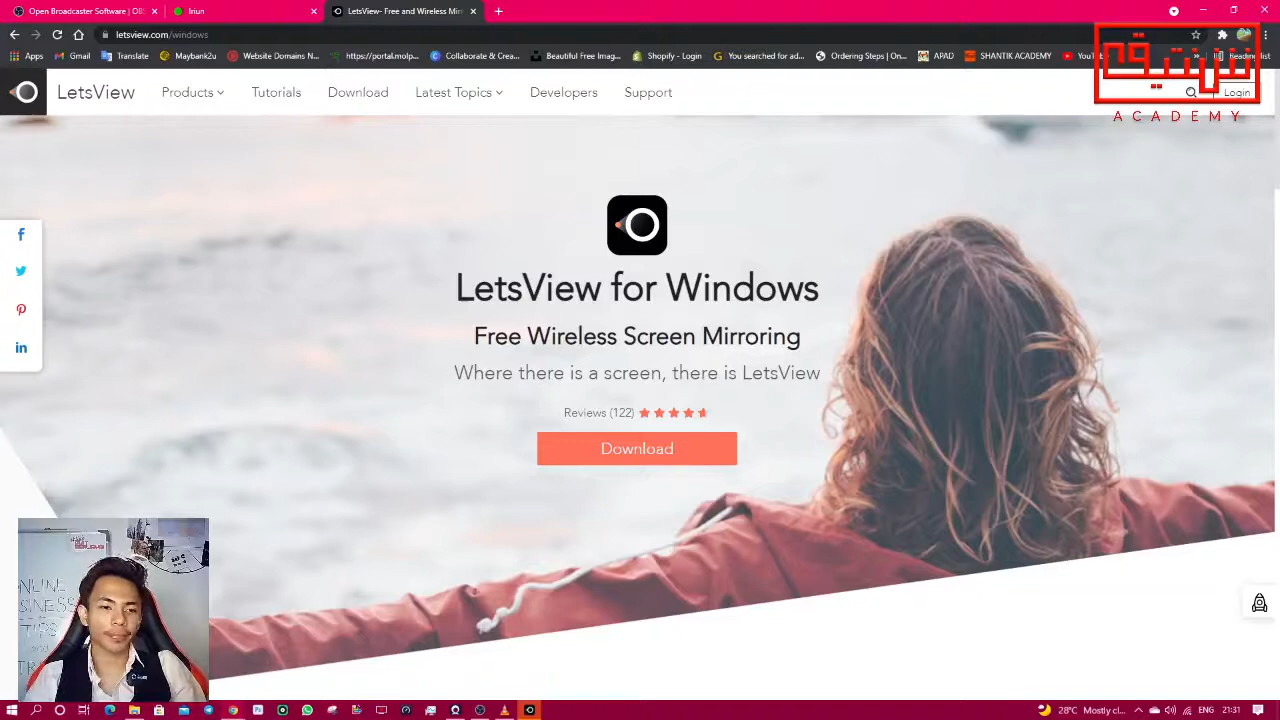 Open Broadcaster Software | OBS
Iriun
LetsView- Free and Wireless Mir
letsview.com/windows
Apps
Gmail
Translate
Maybank2u
Website Domains N...
https://portal.molp...
Collaborate & Crea...
Beautiful Free Imag...
Shopify - Login
You searched for ad...
Ordering Steps | On...
APAD
SHANTIK ACADEMY
Reading list
LetsView
Products
Tutorials
Download
Latest Topics
Developers
Support
Login
ACADEMY
LetsView for Windows
Free Wireless Screen Mirroring
Where there is a screen, there is LetsView
Reviews (122)
Download
28°C Mostly cl...
ENG
21:31